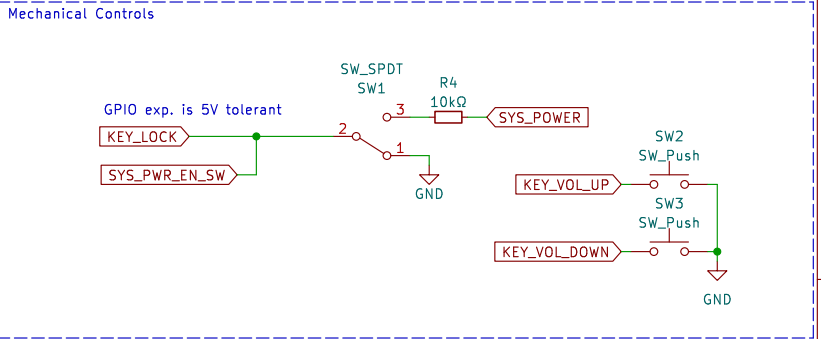 Mechanical Controls
SW_SPDT
SW1
R4
10kΩ
3
SYS_POWER
GPIO exp. is 5V tolerant
KEY_LOCK
2
1
SYS_PWR_EN_SW
GND
SW2
SW_Push
KEY_VOL_UP
SW3
SW_Push
KEY_VOL_DOWN
GND